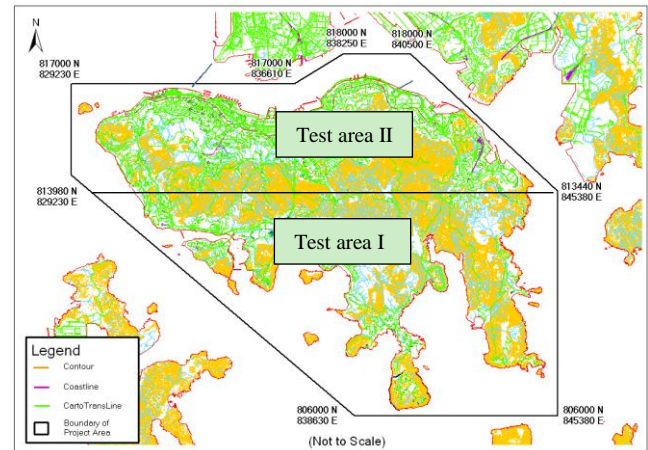 N
818000 N
838250 E
818000 N
840500 E
817000 N
829230 E
817000 N
836610 E
Test area II
813980 N
829230 E
813440 N
845380 E
Test area I
Legend
Contour
Coastline
CartoTransLine
Boundary of
Project Area
806000 N
838630 E
806000 N
845380 E
(Not to Scale)